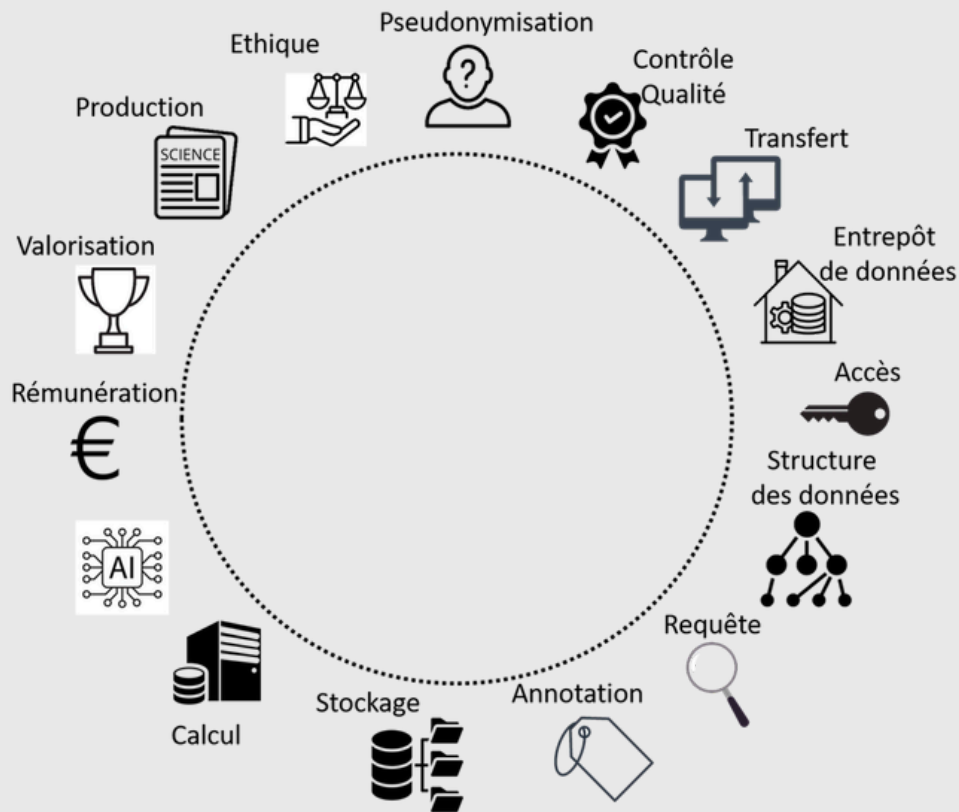 Pseudonymisation
Ethique
Contrôle
Qualité
Production
SCIENCE
Transfert
Valorisation
Entrepôt
de données
Rémunération
€
Accès
Structure
des données
AI
Requête
Annotation
Stockage
Calcul
?